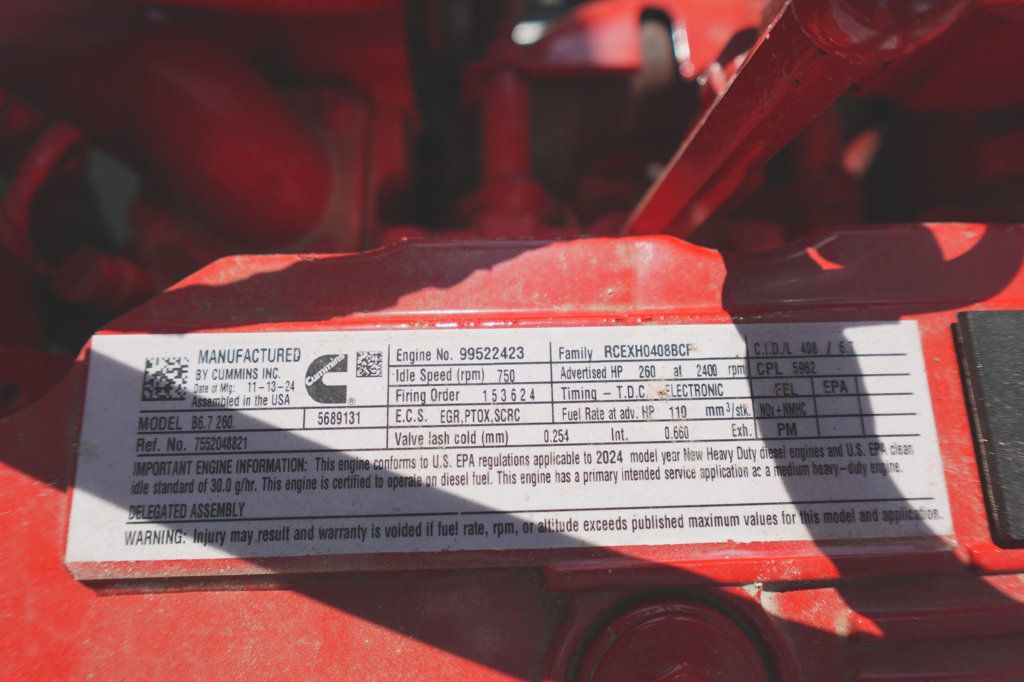 MANUFACTURED
BY CUMMINS INC.
Date of Mfg: 11-13-24
Assembled in the USA
Cummins
MODEL B6.7 260. 5689131
Ref. No. 7552048821
Engine No. 99522423 Family RCEXH0408BCF C.I.D./L 408 / 6.7
Idle Speed (rpm) 750 Advertised HP 260 at 2400 rpm CPL 5962
Firing Order 1 5 3 6 2 4 Timing - T.D.C ELECTRONIC FEL EPA
E.C.S. EGR,PTOX,SCRC Fuel Rate at adv. HP 119 mm³/stk. NOx+NMHC
Valve lash cold (mm) 0.254 Int. 0.660 Exh. PM
IMPORTANT ENGINE INFORMATION: This engine conforms to U.S. EPA regulations applicable to 2024 model year New Heavy Duty diesel engines and U.S. EPA clean
idle standard of 30.0 g/hr. This engine is certified to operate on diesel fuel. This engine has a primary intended service application as a medium heavy-duty engine.
DELEGATED ASSEMBLY
WARNING: Injury may result and warranty is voided if fuel rate, rpm, or altitude exceeds published maximum values for this model and application.